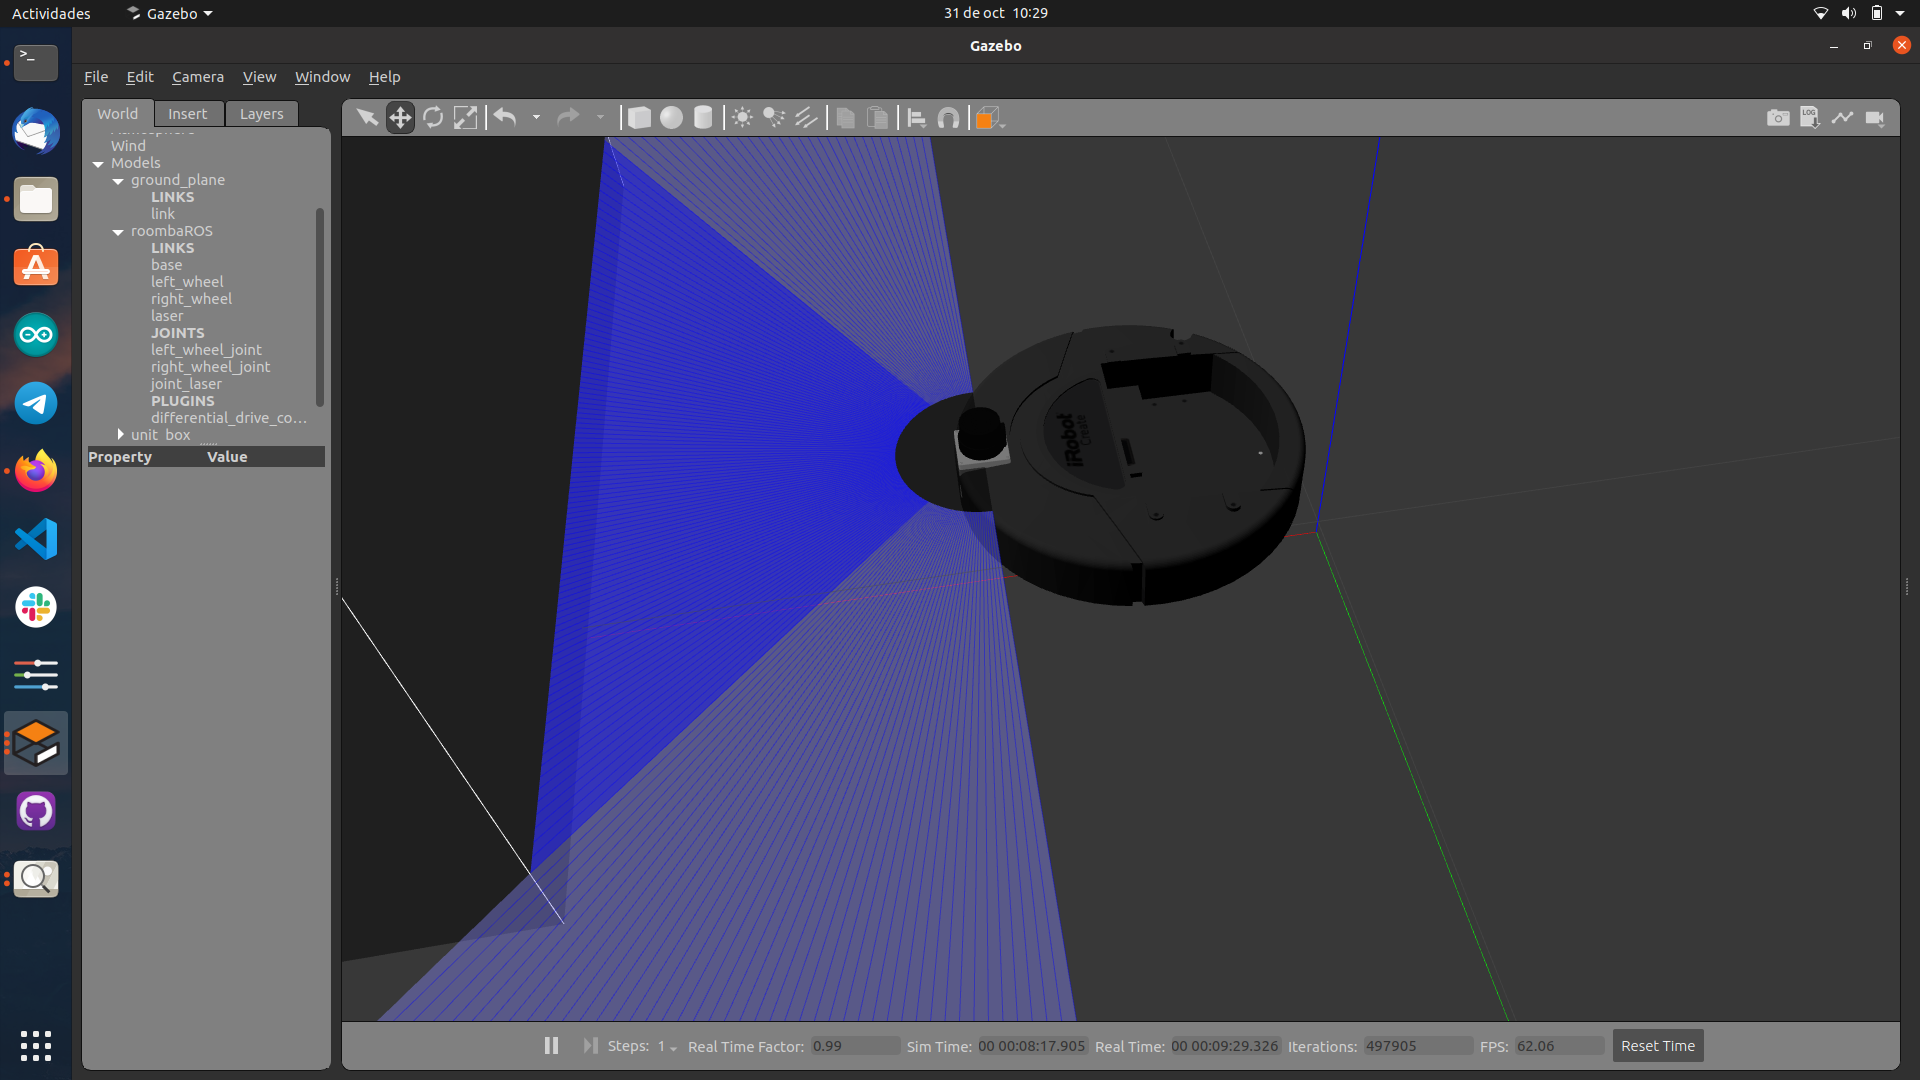 Actividades Gazebo 31 de oct 10:29
Gazebo
File Edit Camera View Window Help
World Insert Layers
Atmosphere
Wind
Models
ground_plane
LINKS
link
roombaROS
LINKS
base
left_wheel
right_wheel
laser
JOINTS
left_wheel_joint
right_wheel_joint
joint_laser
PLUGINS
differential_drive_co...
unit_box
Property Value
LOG
iRobot
Create
Steps: 1 Real Time Factor: 0.99 Sim Time: 00 00:08:17.905 Real Time: 00 00:09:29.326 Iterations: 497905 FPS: 62.06 Reset Time